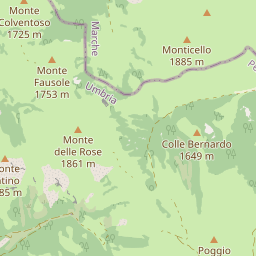 Monte
Colventoso
1725 m
Marche
Monticello
1885 m
Monte
Fausole
1753 m
Umbria
Monte
delle Rose
1861 m
Colle Bernardo
1649 m
Poggio